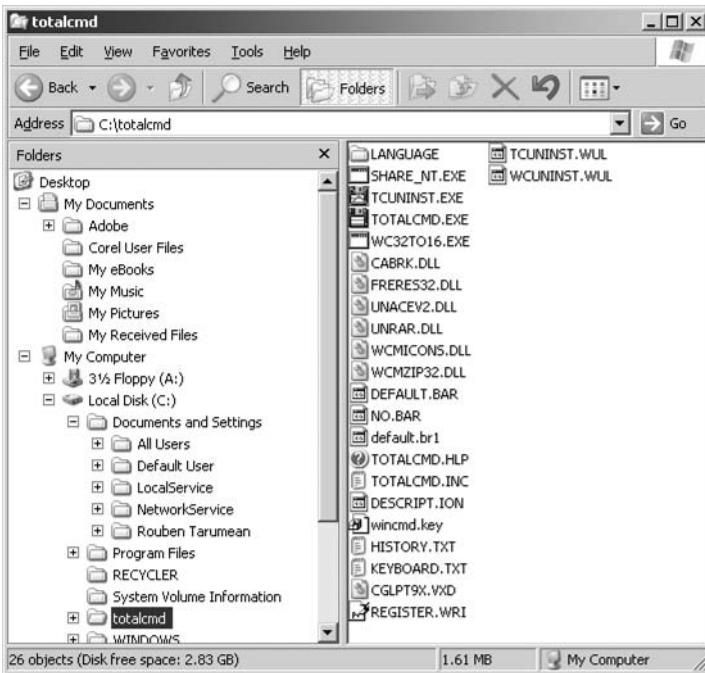 totalcmd
File Edit View Favorites Tools Help
Back Search Folders
Address C:\totalcmd Go
Folders
Desktop
My Documents
Adobe
Corel User Files
My eBooks
My Music
My Pictures
My Received Files
My Computer
3½ Floppy (A:)
Local Disk (C:)
Documents and Settings
All Users
Default User
LocalService
NetworkService
Rouben Tarumean
Program Files
RECYCLER
System Volume Information
totalcmd
WINDOWS
LANGUAGE
SHARE_NT.EXE
TCUNINST.EXE
TOTALCMD.EXE
WC32TO16.EXE
CABRK.DLL
FRERES32.DLL
UNACEV2.DLL
UNRAR.DLL
WCMICONS.DLL
WCMZIP32.DLL
DEFAULT.BAR
NO.BAR
default.br1
TOTALCMD.HLP
TOTALCMD.INC
DESCRIPT.ION
wincmd.key
HISTORY.TXT
KEYBOARD.TXT
CGLPT9X.VXD
REGISTER.WRI
TCUNINST.WUL
WCUNINST.WUL
26 objects (Disk free space: 2.83 GB) 1.61 MB My Computer